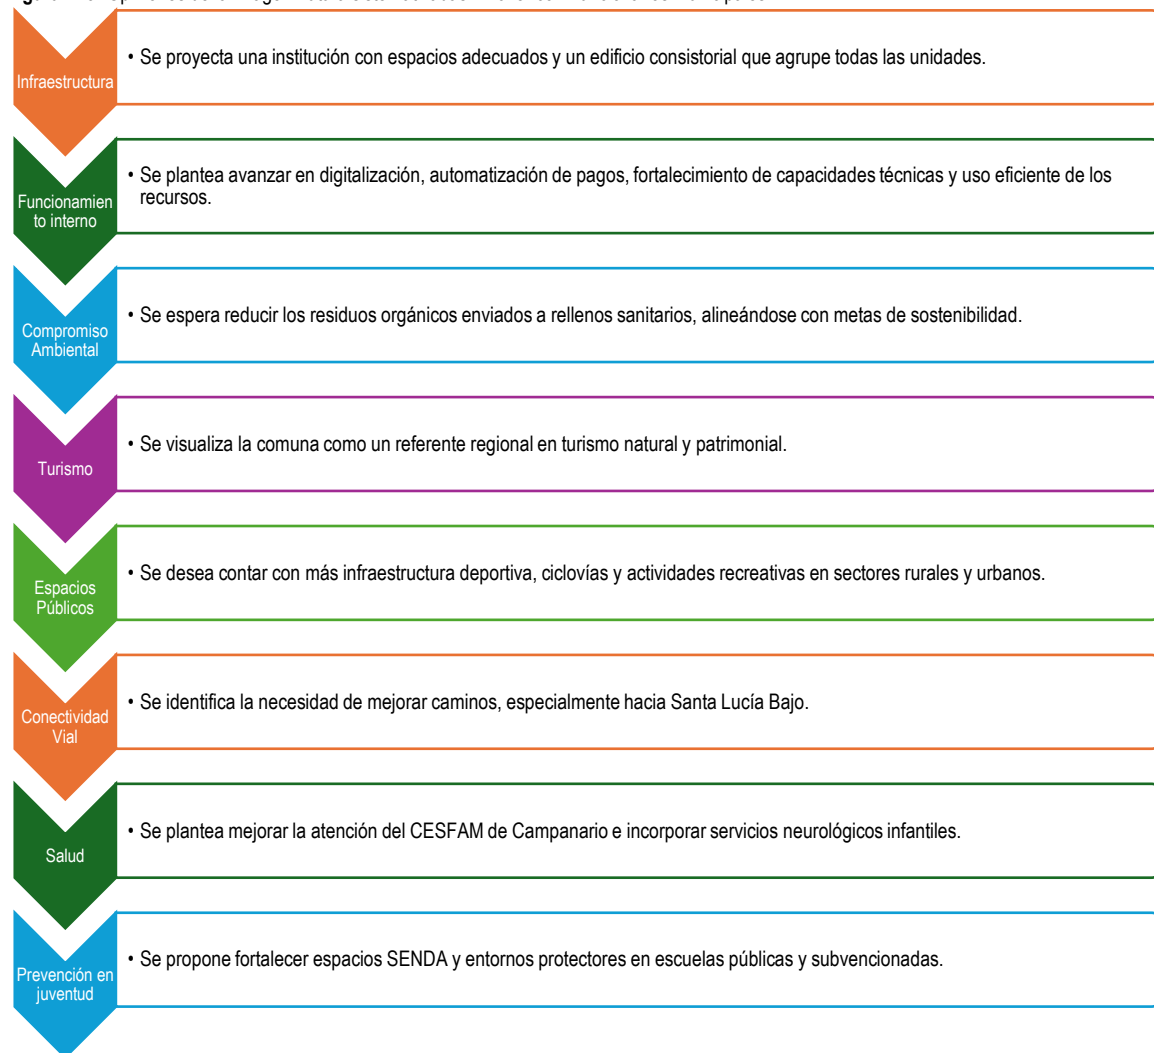 Infraestructura
• Se proyecta una institución con espacios adecuados y un edificio consistorial que agrupe todas las unidades.
Funcionamien
to interno
• Se plantea avanzar en digitalización, automatización de pagos, fortalecimiento de capacidades técnicas y uso eficiente de los
recursos.
Compromiso
Ambiental
• Se espera reducir los residuos orgánicos enviados a rellenos sanitarios, alineándose con metas de sostenibilidad.
Turismo
• Se visualiza la comuna como un referente regional en turismo natural y patrimonial.
Espacios
Públicos
• Se desea contar con más infraestructura deportiva, ciclovías y actividades recreativas en sectores rurales y urbanos.
Conectividad
Vial
• Se identifica la necesidad de mejorar caminos, especialmente hacia Santa Lucía Bajo.
Salud
• Se plantea mejorar la atención del CESFAM de Campanario e incorporar servicios neurológicos infantiles.
Prevención en
juventud
• Se propone fortalecer espacios SENDA y entornos protectores en escuelas públicas y subvencionadas.